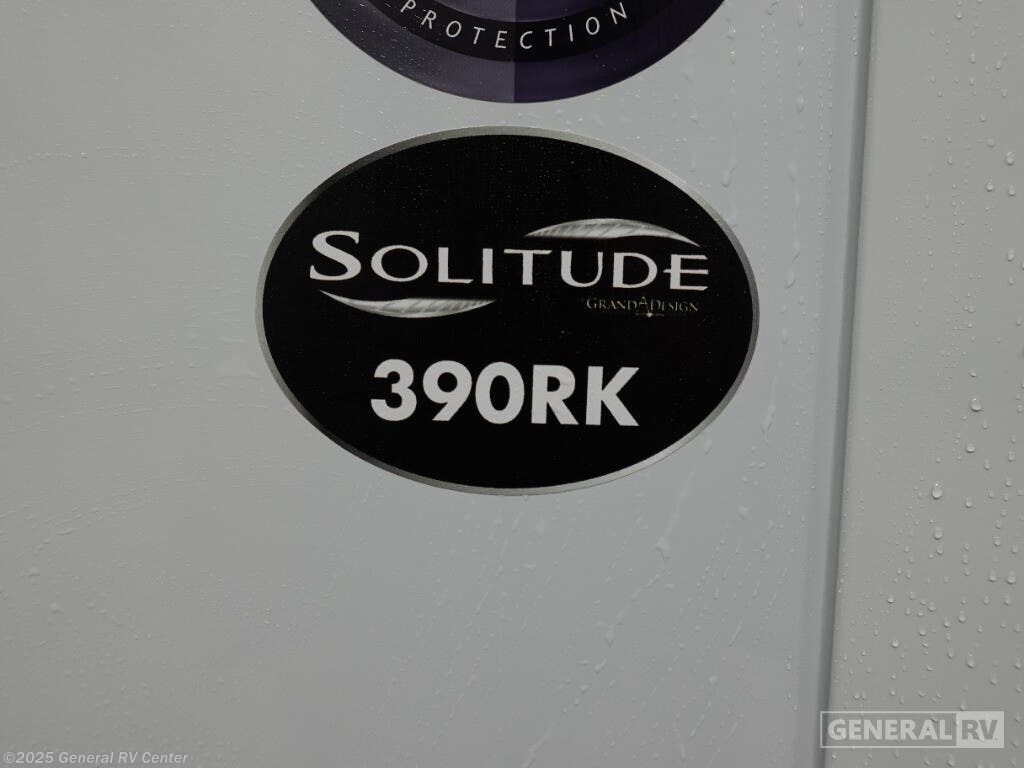 PROTECTION
SOLITUDE
GRAND DESIGN
390RK
GENERAL RV
©2025 General RV Center